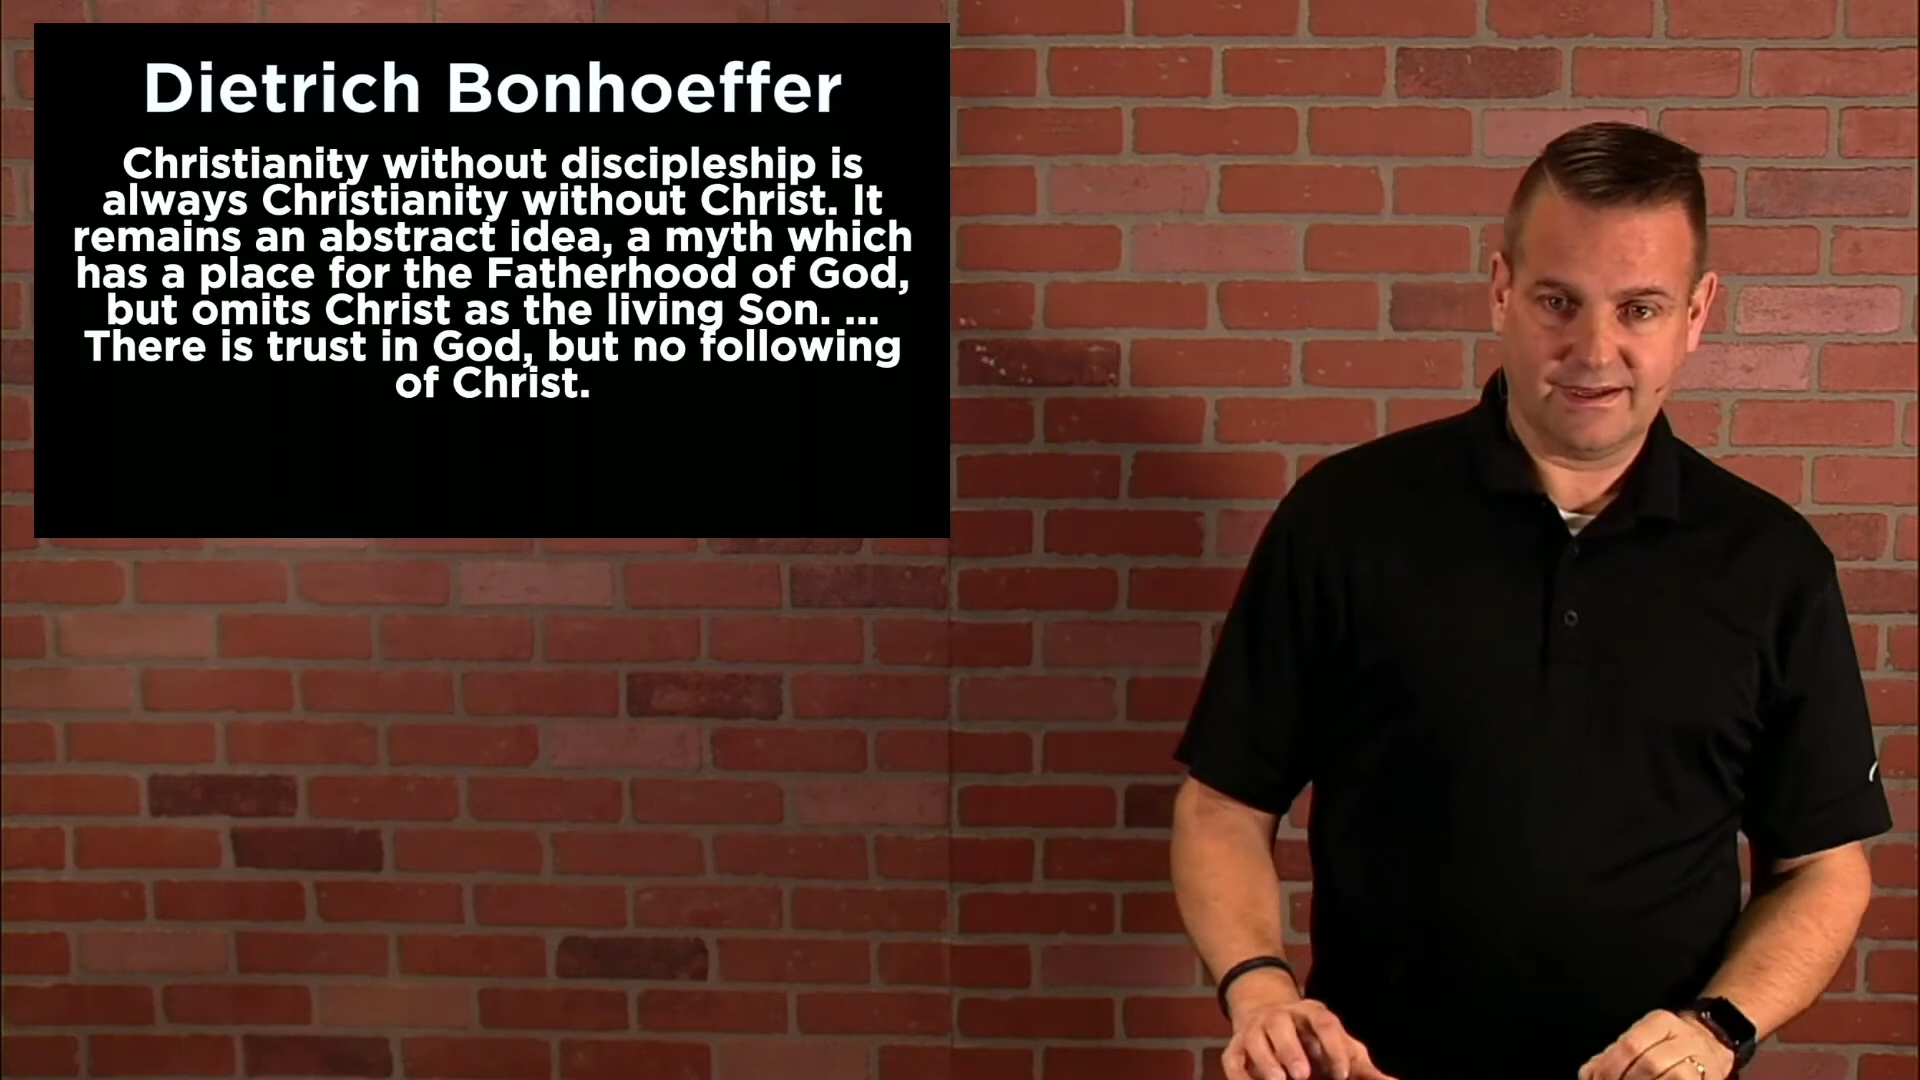 Dietrich Bonhoeffer
Christianity without discipleship is
always Christianity without Christ. It
remains an abstract idea, a myth which
has a place for the Fatherhood of God,
but omits Christ as the living Son. ...
There is trust in God, but no following
of Christ.